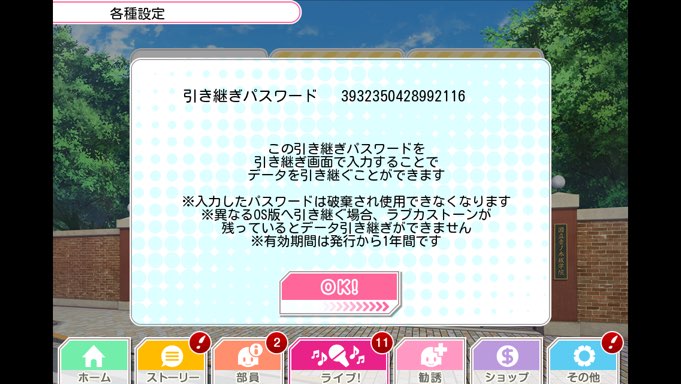 各種設定
引き継ぎパスワード 3932350428992116
この引き継ぎパスワードを
引き継ぎ画面で入力することで
データを引き継ぐことができます
※入力したパスワードは破棄され使用できなくなります
※異なるOS版へ引き継ぐ場合、ラブカストーンが
残っているとデータ引き継ぎができません
※有効期間は発行から1年間です
OK!
国立音ノ木坂学院
2
11
ホーム
ストーリー
部員
ライブ!
勧誘
ショップ
その他